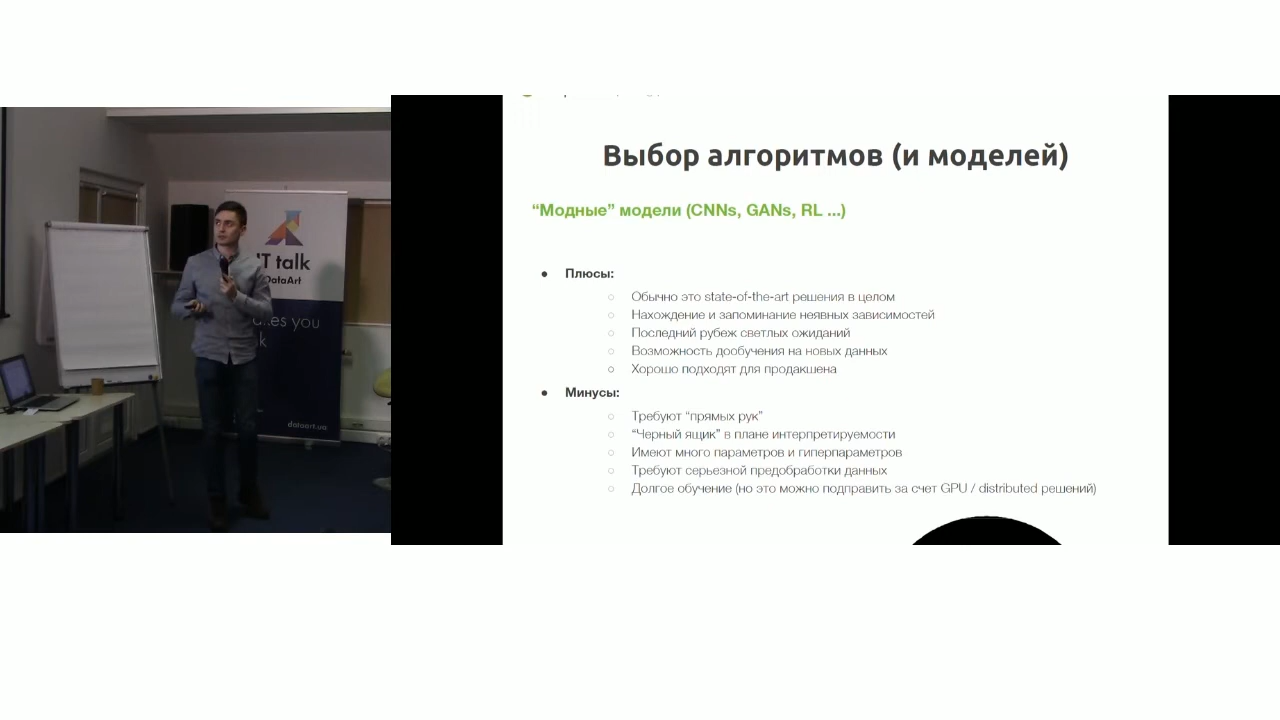 IT talk
DataArt
you
dataart.ua
Выбор алгоритмов (и моделей)
“Модные” модели (CNNs, GANs, RL ...)
● Плюсы:
○ Обычно это state-of-the-art решения в целом
○ Нахождение и запоминание неявных зависимостей
○ Последний рубеж светлых ожиданий
○ Возможность дообучения на новых данных
○ Хорошо подходят для продакшена
● Минусы:
○ Требуют “прямых рук”
○ “Черный ящик” в плане интерпретируемости
○ Имеют много параметров и гиперпараметров
○ Требуют серьезной предобработки данных
○ Долгое обучение (но это можно подправить за счет GPU / distributed решений)